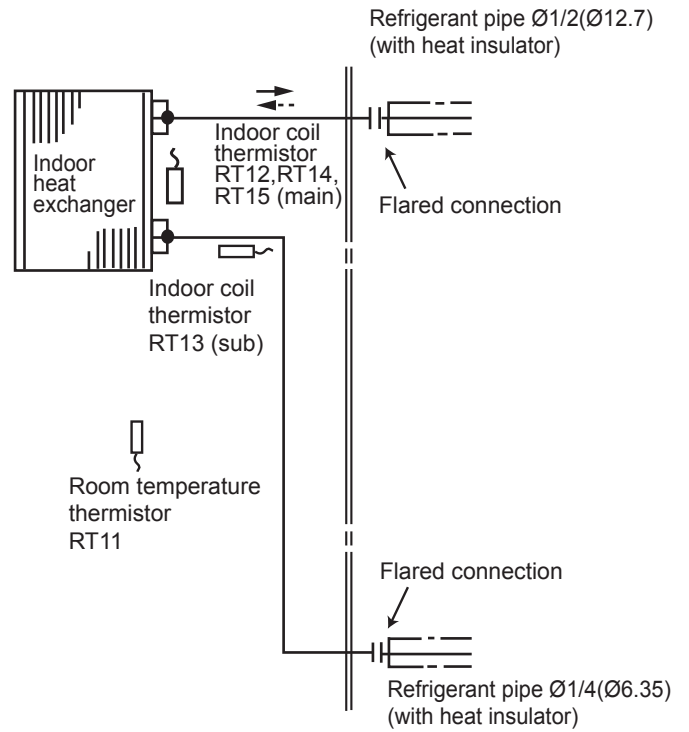 Refrigerant pipe Ø1/2(Ø12.7)
(with heat insulator)
Indoor coil
thermistor
RT12,RT14,
RT15 (main)
Indoor
heat
exchanger
Flared connection
Indoor coil
thermistor
RT13 (sub)
Room temperature
thermistor
RT11
Flared connection
Refrigerant pipe Ø1/4(Ø6.35)
(with heat insulator)